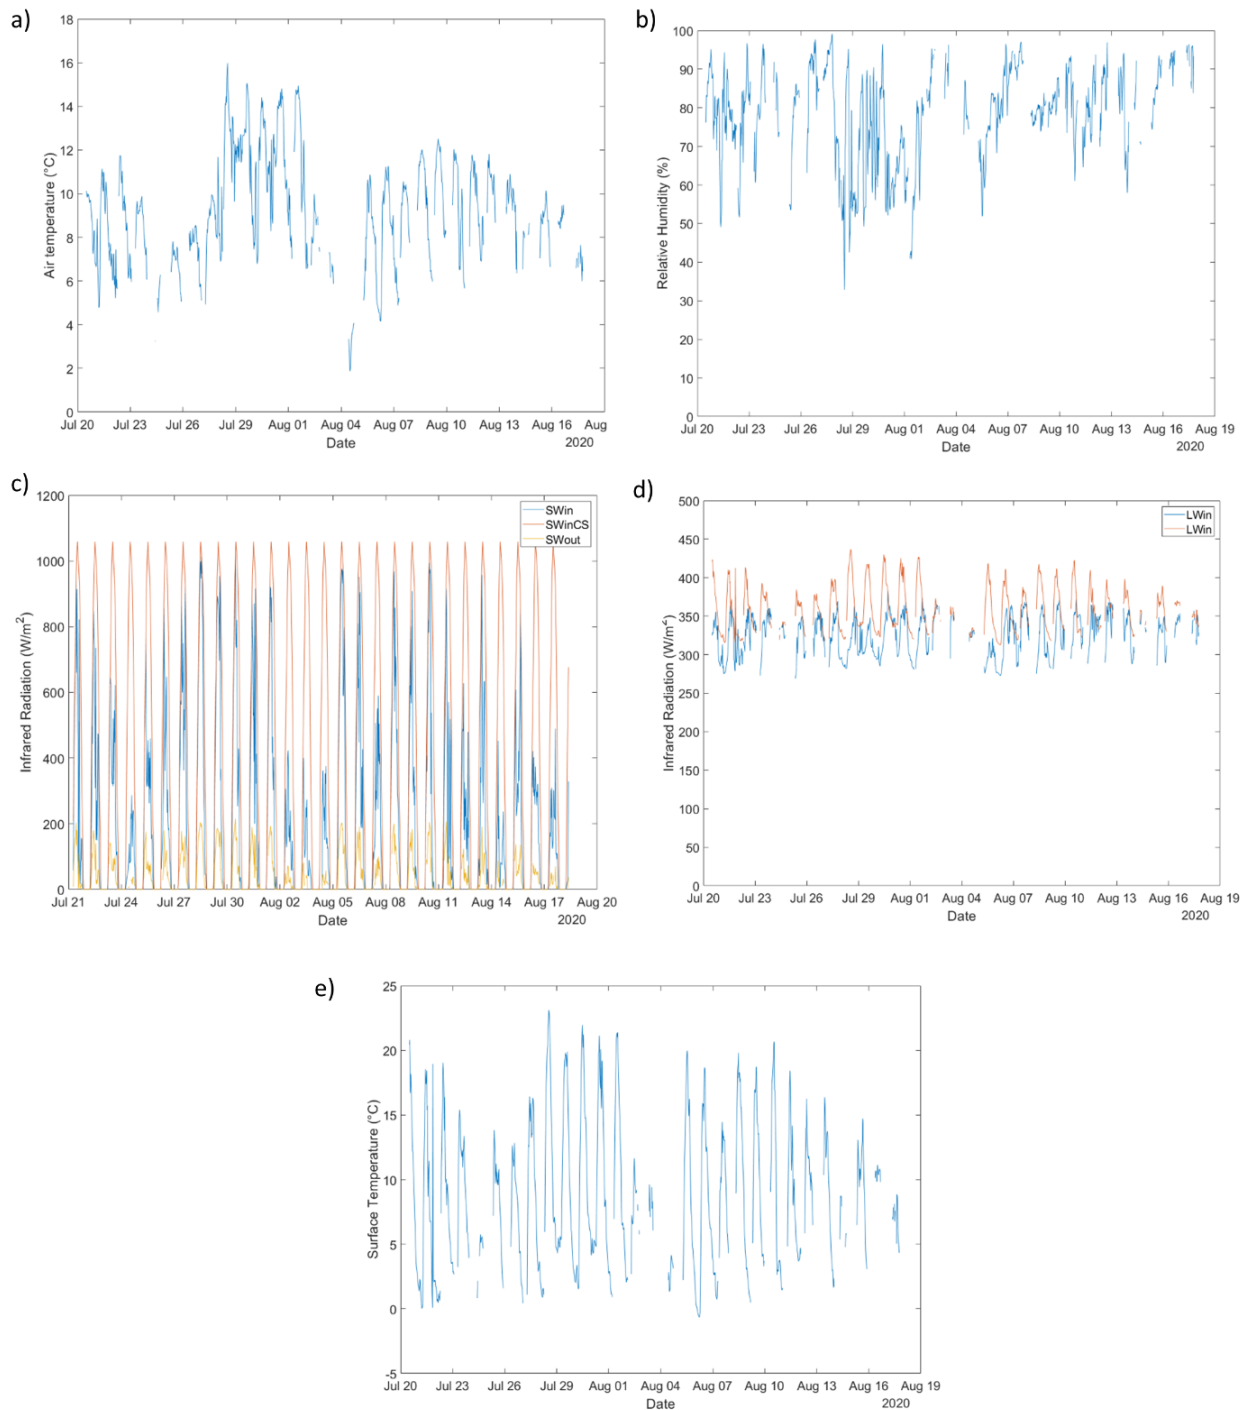 a)
18
16
14
12
10
8
6
4
2
0
Air temperature (°C)
Jul 20 Jul 23 Jul 26 Jul 29 Aug 01 Aug 04 Aug 07 Aug 10 Aug 13 Aug 16 Aug
Date
2020
b)
100
90
80
70
60
50
40
30
20
10
0
Relative Humidity (%)
Jul 20 Jul 23 Jul 26 Jul 29 Aug 01 Aug 04 Aug 07 Aug 10 Aug 13 Aug 16 Aug 19
Date
2020
c)
1200
1000
800
600
400
200
0
Infrared Radiation (W/m²)
SWin
SWinCS
SWout
Jul 21 Jul 24 Jul 27 Jul 30 Aug 02 Aug 05 Aug 08 Aug 11 Aug 14 Aug 17 Aug 20
Date
2020
d)
500
450
400
350
300
250
200
150
100
50
0
Infrared Radiation (W/m²)
LWin
LWin
Jul 20 Jul 23 Jul 26 Jul 29 Aug 01 Aug 04 Aug 07 Aug 10 Aug 13 Aug 16 Aug 19
Date
2020
e)
25
20
15
10
5
0
-5
Surface Temperature (°C)
Jul 20 Jul 23 Jul 26 Jul 29 Aug 01 Aug 04 Aug 07 Aug 10 Aug 13 Aug 16 Aug 19
Date
2020